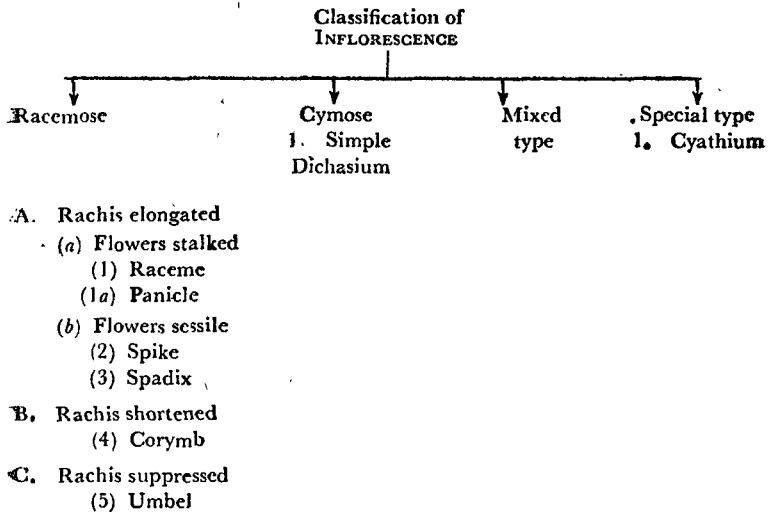 Classification of
INFLORESCENCE
Racemose
Cymose
Mixed
Special type
1. Simple
type
1. Cyathium
Dichasium
A. Rachis elongated
(a) Flowers stalked
(1) Raceme
(1a) Panicle
(b) Flowers sessile
(2) Spike
(3) Spadix
B. Rachis shortened
(4) Corymb
C. Rachis suppressed
(5) Umbel